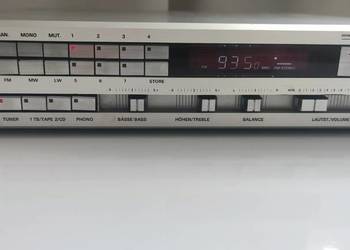 AN. MONO MUT. 1 2 3 4
93.50
FM MW LW 5 6 7 STORE
TUNER 1 TB/TAPE 2/CD PHONO BÄSSE/BASS HÖHEN/TREBLE BALANCE LAUTST./VOLUME